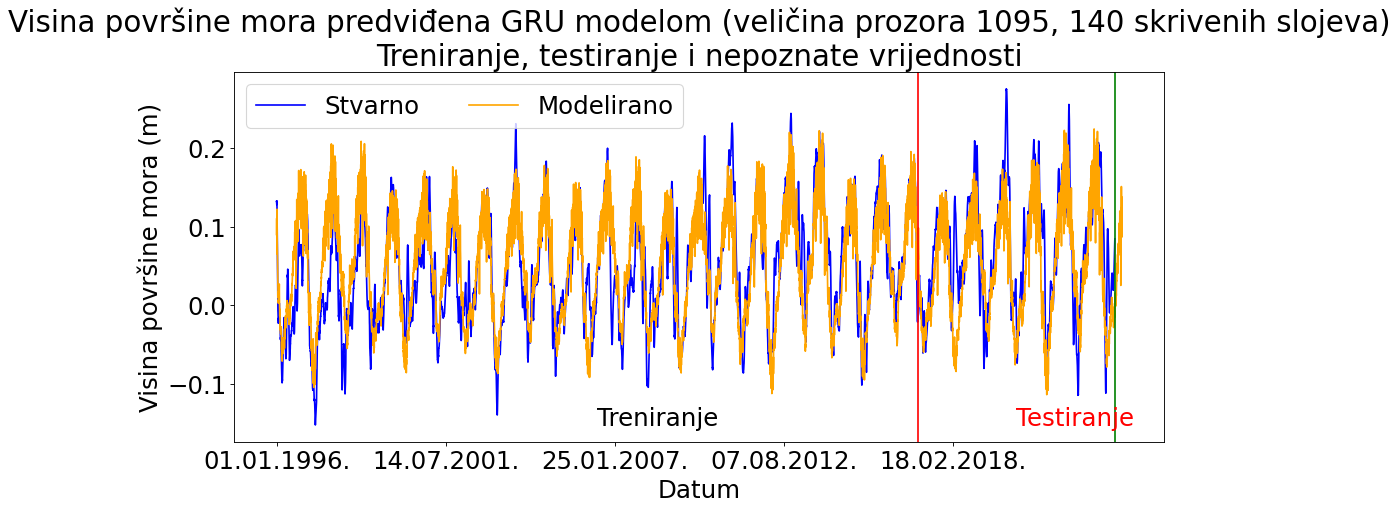 Visina površine mora predviđena GRU modelom (veličina prozora 1095, 140 skrivenih slojeva)
Treniranje, testiranje i nepoznate vrijednosti
Stvarno Modelirano
Visina površine mora (m)
0.2
0.1
0.0
−0.1
Treniranje Testiranje
01.01.1996. 14.07.2001. 25.01.2007. 07.08.2012. 18.02.2018.
Datum